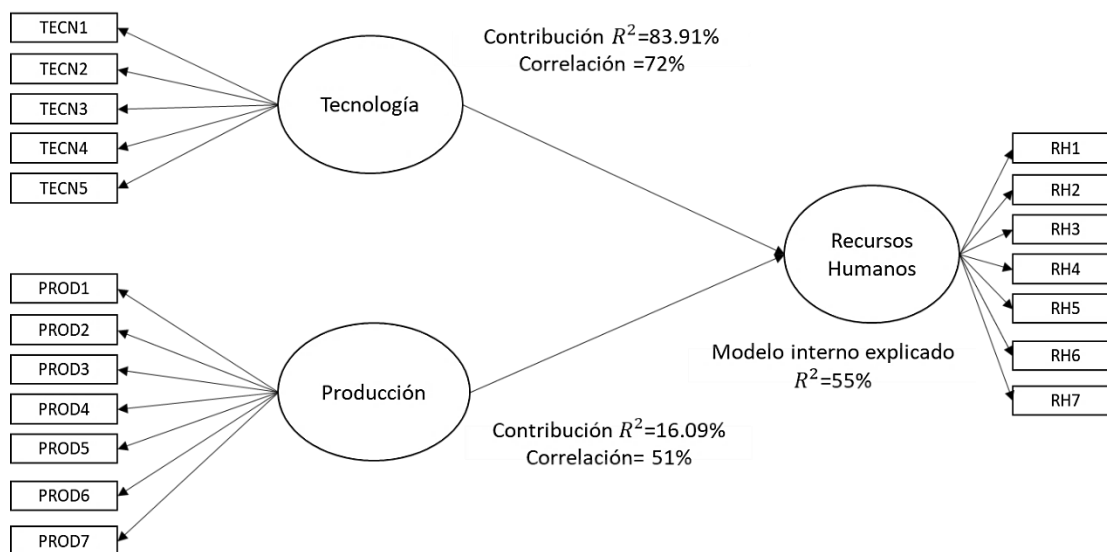 TECN1
TECN2
TECN3
TECN4
TECN5
Tecnología
Contribución R²=83.91%
Correlación =72%
PROD1
PROD2
PROD3
PROD4
PROD5
PROD6
PROD7
Producción
Contribución R²=16.09%
Correlación= 51%
Recursos
Humanos
Modelo interno explicado
R²=55%
RH1
RH2
RH3
RH4
RH5
RH6
RH7